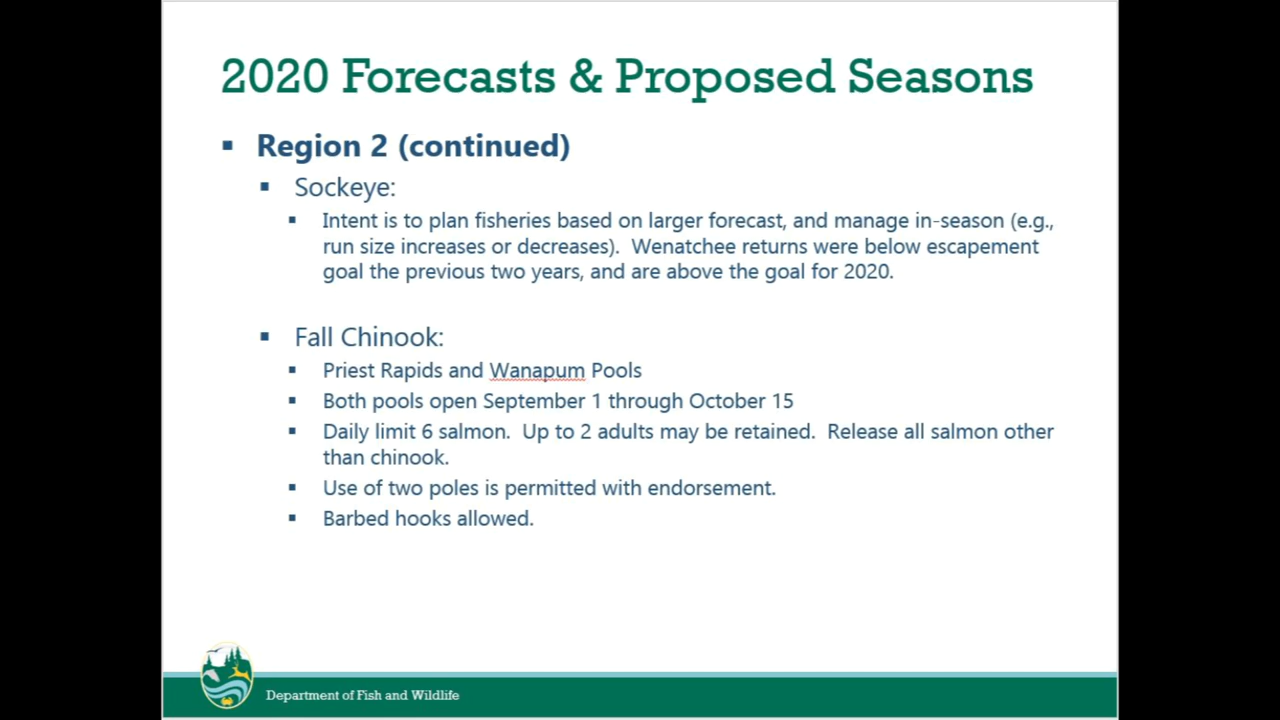 2020 Forecasts & Proposed Seasons
Region 2 (continued)
Sockeye:
Intent is to plan fisheries based on larger forecast, and manage in-season (e.g.,
run size increases or decreases).  Wenatchee returns were below escapement
goal the previous two years, and are above the goal for 2020.
Fall Chinook:
Priest Rapids and Wanapum Pools
Both pools open September 1 through October 15
Daily limit 6 salmon.  Up to 2 adults may be retained.  Release all salmon other
than chinook.
Use of two poles is permitted with endorsement.
Barbed hooks allowed.
Department of Fish and Wildlife